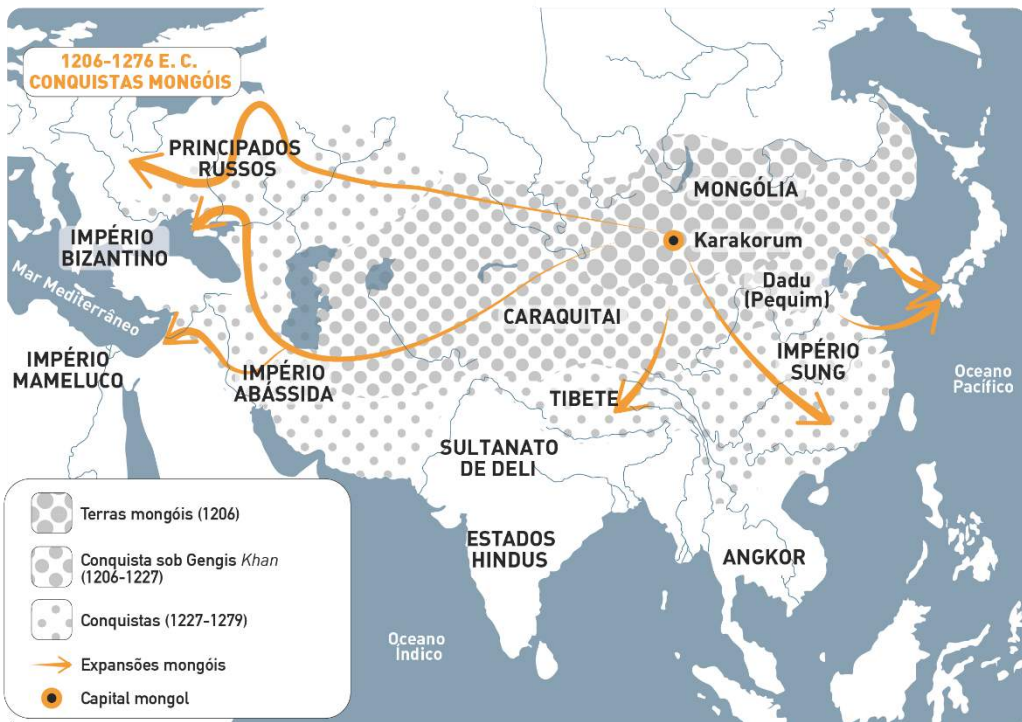 1206-1276 E. C.
CONQUISTAS MONGÓIS
PRINCIPADOS
RUSSOS
MONGÓLIA
Karakorum
IMPÉRIO
BIZANTINO
Mar Mediterrâneo
Dadu
(Pequim)
CARAQUITAI
IMPÉRIO
SUNG
IMPÉRIO
MAMELUCO
IMPÉRIO
ABÁSSIDA
TIBETE
Oceano
Pacífico
SULTANATO
DE DELI
ESTADOS
HINDUS
ANGKOR
Oceano
Índico
Terras mongóis (1206)
Conquista sob Gengis Khan
(1206-1227)
Conquistas (1227-1279)
Expansões mongóis
Capital mongol